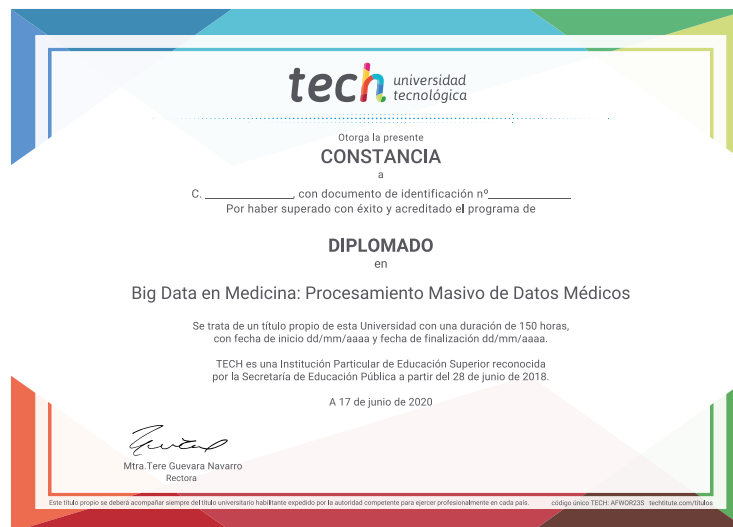 tech universidad
tecnológica
Otorga la presente
CONSTANCIA
a
C. ______________, con documento de identificación nº______________
Por haber superado con éxito y acreditado el programa de
DIPLOMADO
en
Big Data en Medicina: Procesamiento Masivo de Datos Médicos
Se trata de un título propio de esta Universidad con una duración de 150 horas,
con fecha de inicio dd/mm/aaaa y fecha de finalización dd/mm/aaaa.
TECH es una Institución Particular de Educación Superior reconocida
por la Secretaría de Educación Pública a partir del 28 de junio de 2018.
A 17 de junio de 2020
Mtra.Tere Guevara Navarro
Rectora
Este título propio se deberá acompañar siempre del título universitario habilitante expedido por la autoridad competente para ejercer profesionalmente en cada país. código único TECH: AFWOR23S techtitute.com/titulos